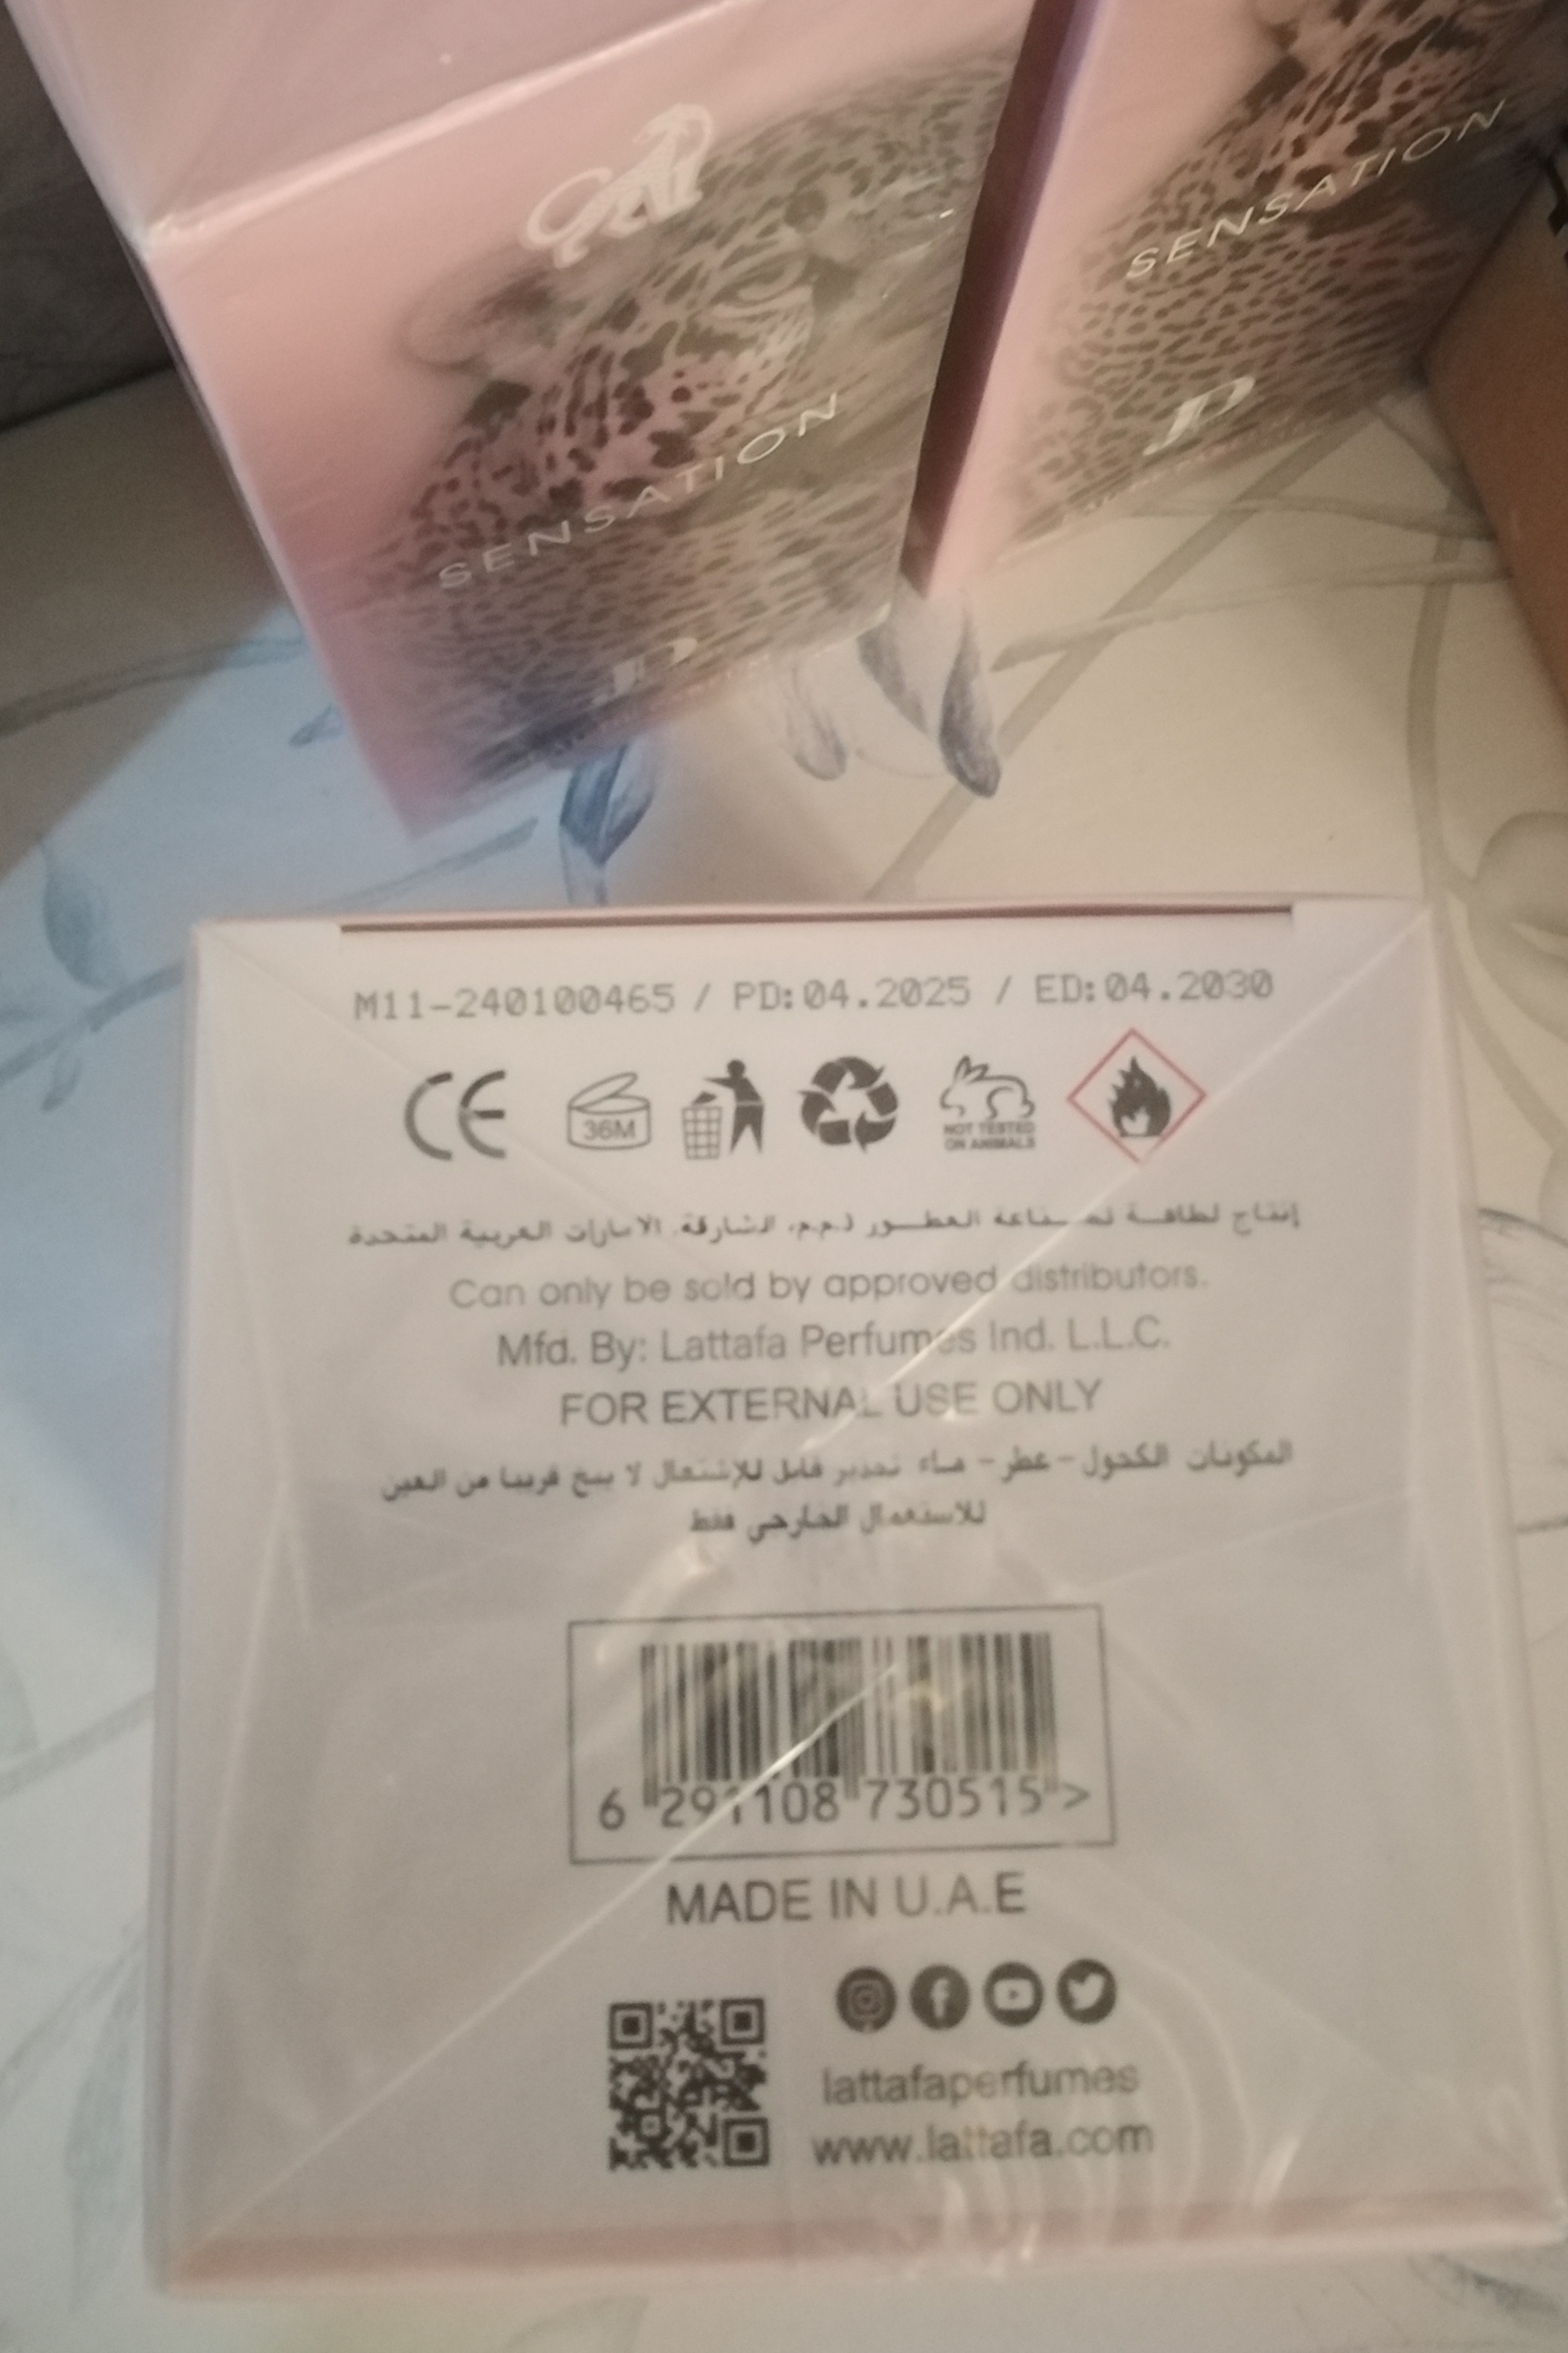 SENSATION
SENSATION
M11-240100465 / PD:04.2025 / ED:04.2030
CE
36M
NOT TESTED
ON ANIMALS
إنتاج لطافة لصناعة العطور ذ.م.م. الشارقة. الامارات العربية المتحدة
Can only be sold by approved distributors.
Mfd. By: Lattafa Perfumes Ind. L.L.C.
FOR EXTERNAL USE ONLY
المكونات الكحول - عطر - ماء تحذير قابل للإشتعال لا يبخ قريبا من العين
للاستعمال الخارجي فقط
6 291108 730515 >
MADE IN U.A.E
lattafaperfumes
www.lattafa.com